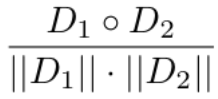 D₁ ∘ D₂
||D₁|| · ||D₂||